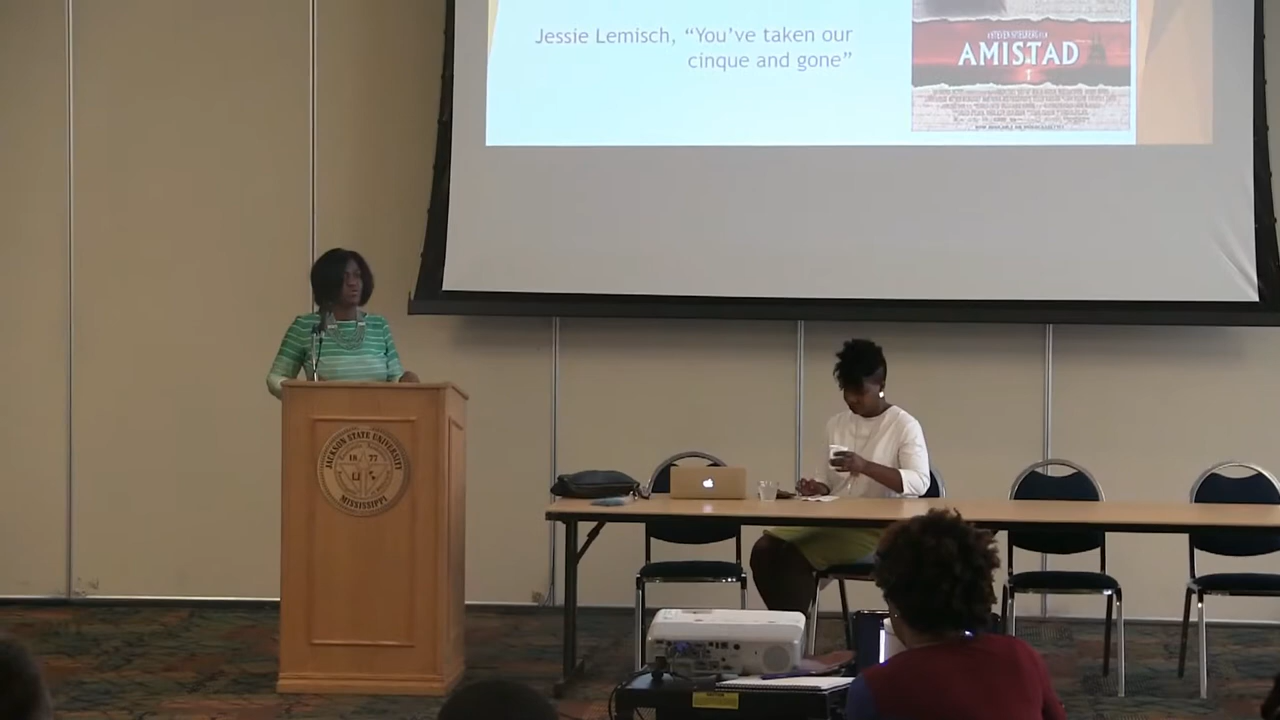 Jessie Lemisch, “You’ve taken our
cinque and gone”
AMISTAD
JACKSON STATE UNIVERSITY
18 77
MISSISSIPPI